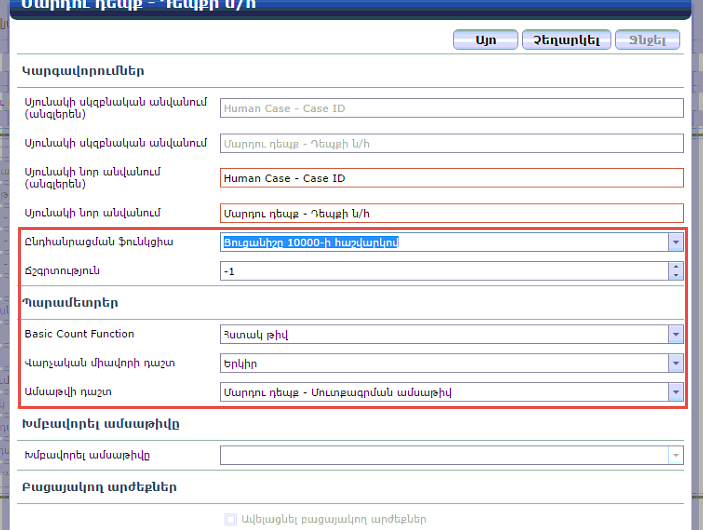 Մարդու դեպք - Դեպքի ն/հ
Այո
Չեղարկել
Ջնջել
Կարգավորումներ
Սյունակի սկզբնական անվանում
(անգլերեն)
Human Case - Case ID
Սյունակի սկզբնական անվանում
Մարդու դեպք - Դեպքի ն/հ
Սյունակի նոր անվանում
(անգլերեն)
Human Case - Case ID
Սյունակի նոր անվանում
Մարդու դեպք - Դեպքի ն/հ
Ընդհանրացման ֆունկցիա
Ցուցանիշը 10000-ի հաշվարկով
Ճշգրտություն
-1
Պարամետրեր
Basic Count Function
Հստակ թիվ
Վարչական միավորի դաշտ
Երկիր
Ամսաթվի դաշտ
Մարդու դեպք - Մուտքագրման ամսաթիվ
Խմբավորել ամսաթիվը
Խմբավորել ամսաթիվը
Բացայակող արժեքներ
Ավելացնել բացայակող արժեքներ